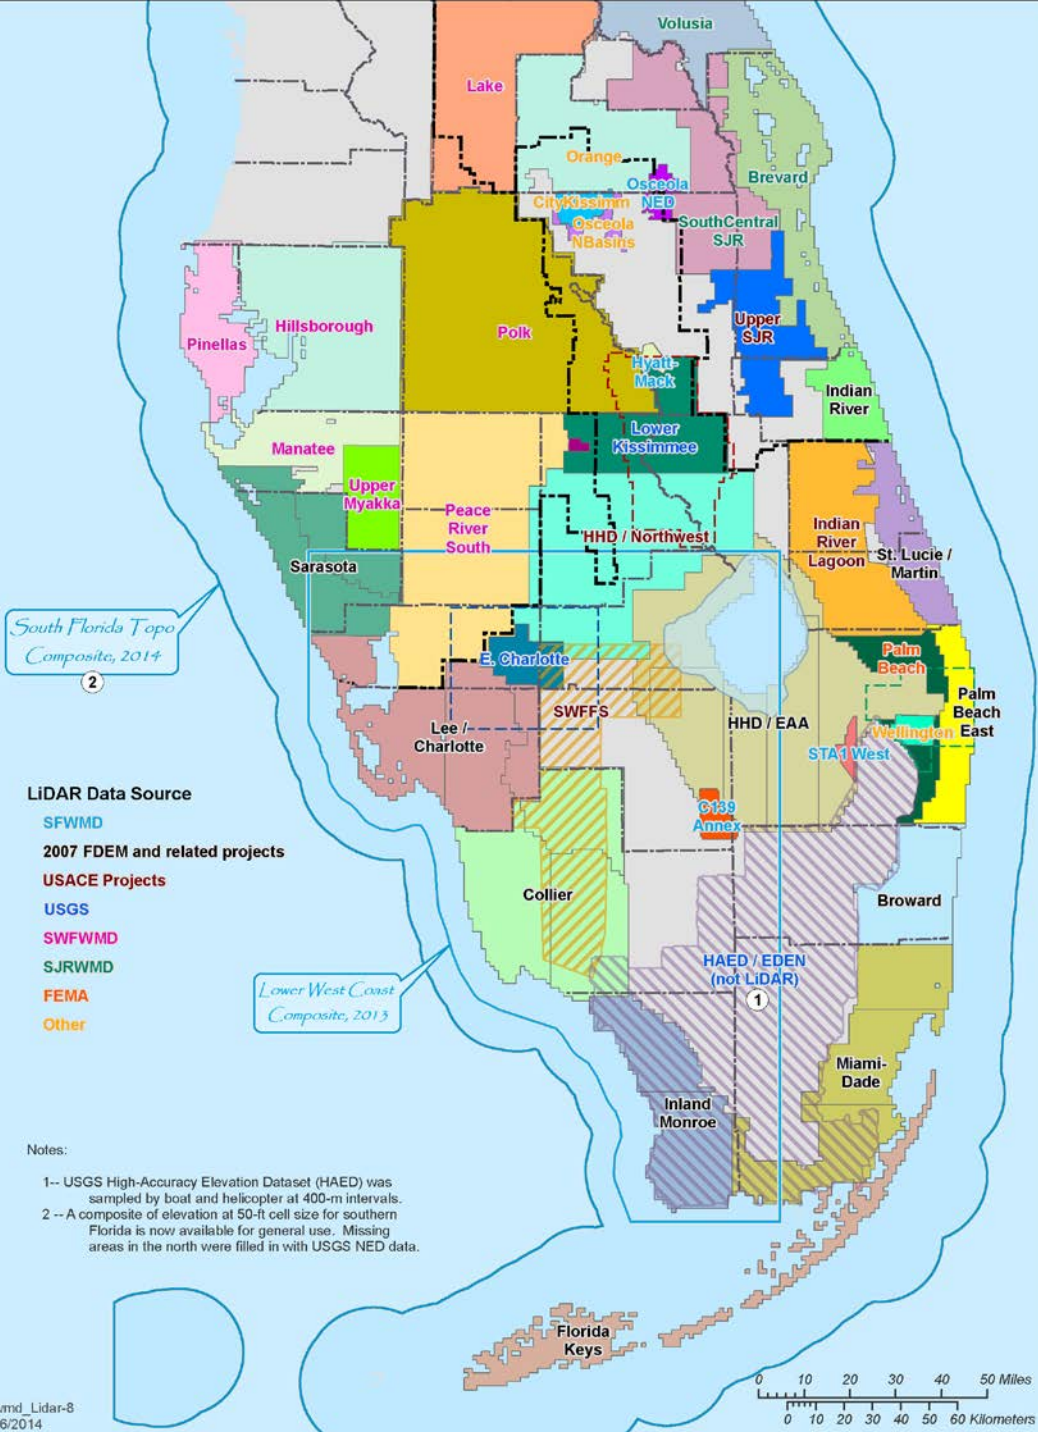 Volusia
Lake
Orange
Osceola
NED
Brevard
CityKissimm
Osceola
NBasins
SouthCentral
SJR
Pinellas
Hillsborough
Polk
Upper
SJR
Hyatt-
Mack
Indian
River
Manatee
Lower
Kissimmee
Upper
Myakka
Peace
River
South
HHD / Northwest
Indian
River
Lagoon
St. Lucie /
Martin
Sarasota
South Florida Topo
Composite, 2014
2
E. Charlotte
Palm
Beach
Palm
Beach
East
Lee /
Charlotte
SWFFS
HHD / EAA
Wellington
STA1 West
C139
Annex
LiDAR Data Source
SFWMD
2007 FDEM and related projects
USACE Projects
USGS
SWFWMD
SJRWMD
FEMA
Other
Collier
Broward
HAED / EDEN
(not LiDAR)
1
Lower West Coast
Composite, 2013
Miami-
Dade
Inland
Monroe
Notes:
1-- USGS High-Accuracy Elevation Dataset (HAED) was
sampled by boat and helicopter at 400-m intervals.
2 -- A composite of elevation at 50-ft cell size for southern
Florida is now available for general use. Missing
areas in the north were filled in with USGS NED data.
Florida
Keys
0 10 20 30 40 50 Miles
0 10 20 30 40 50 60 Kilometers
md_Lidar-8
6/2014